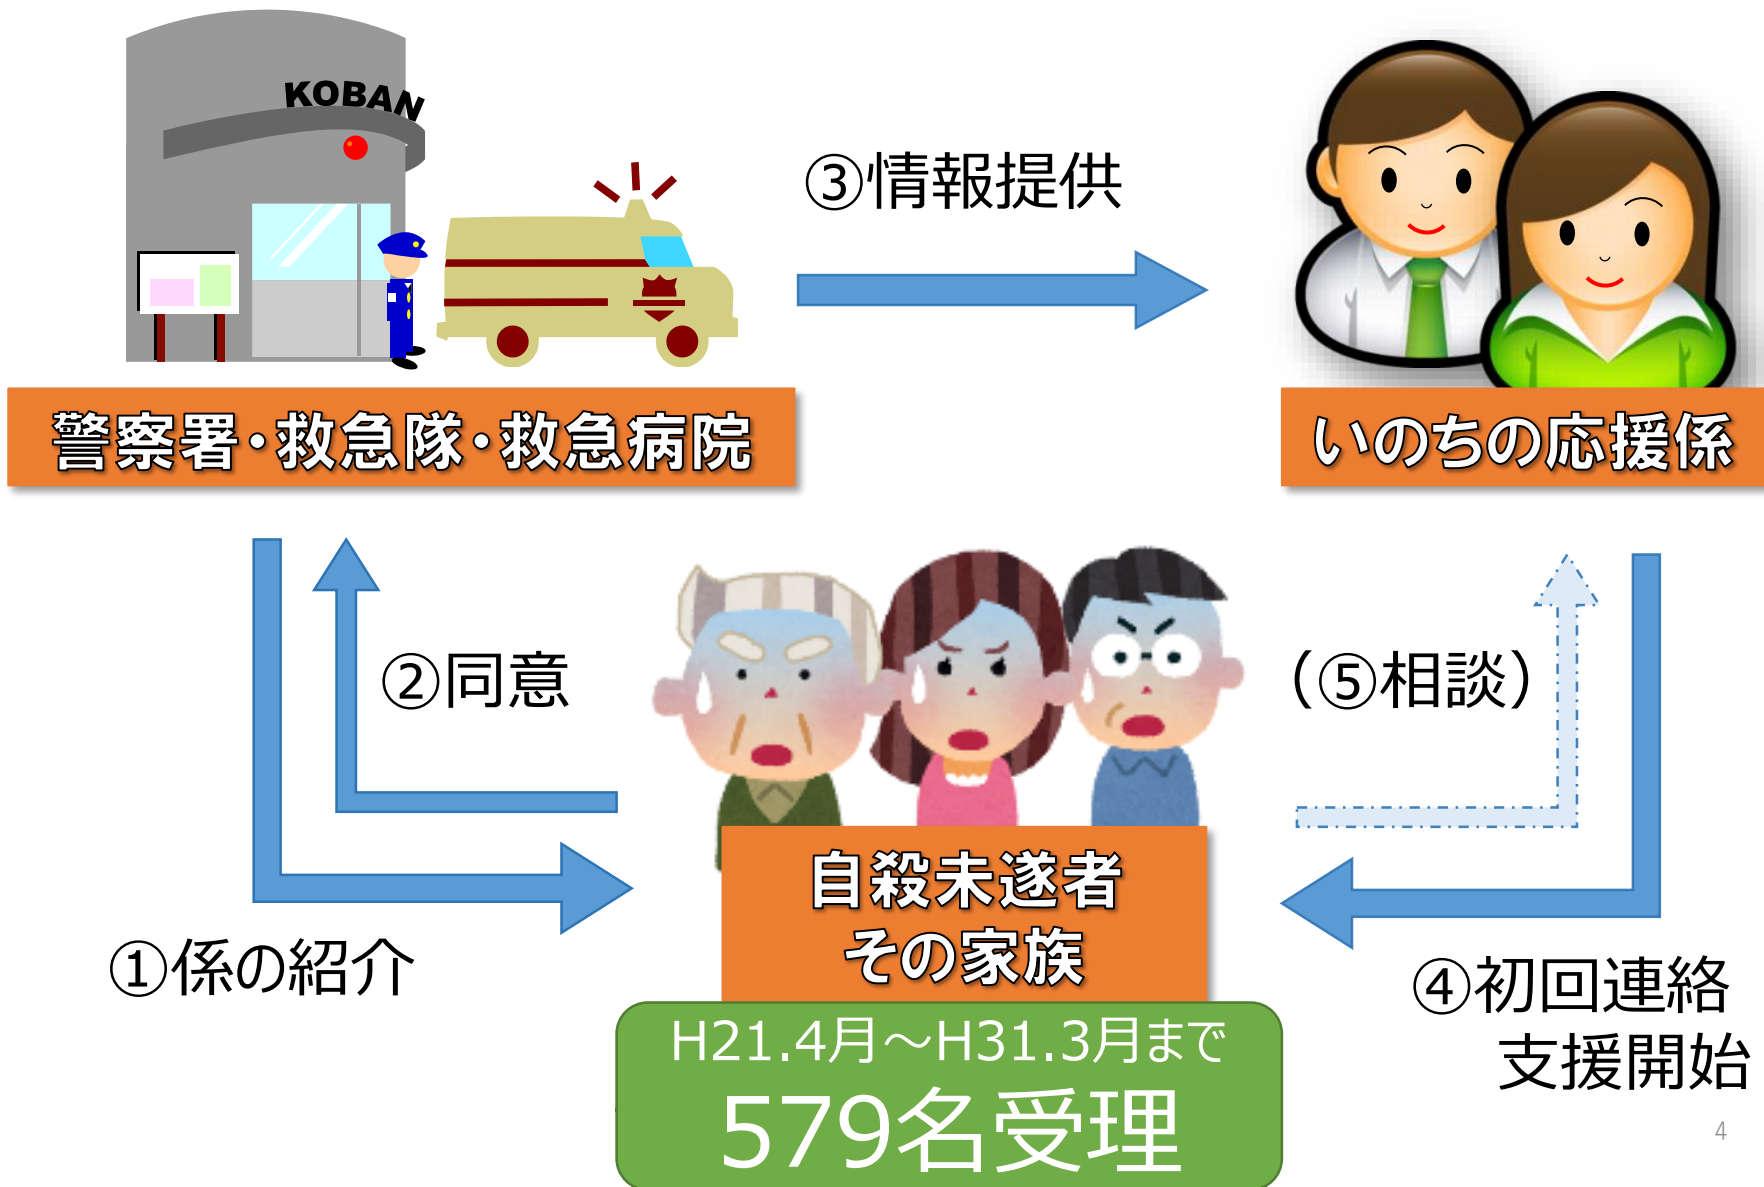 KOBAN
③情報提供
警察署・救急隊・救急病院
いのちの応援係
②同意
（⑤相談）
①係の紹介
自殺未遂者
その家族
④初回連絡
支援開始
H21.4月～H31.3月まで
579名受理
4